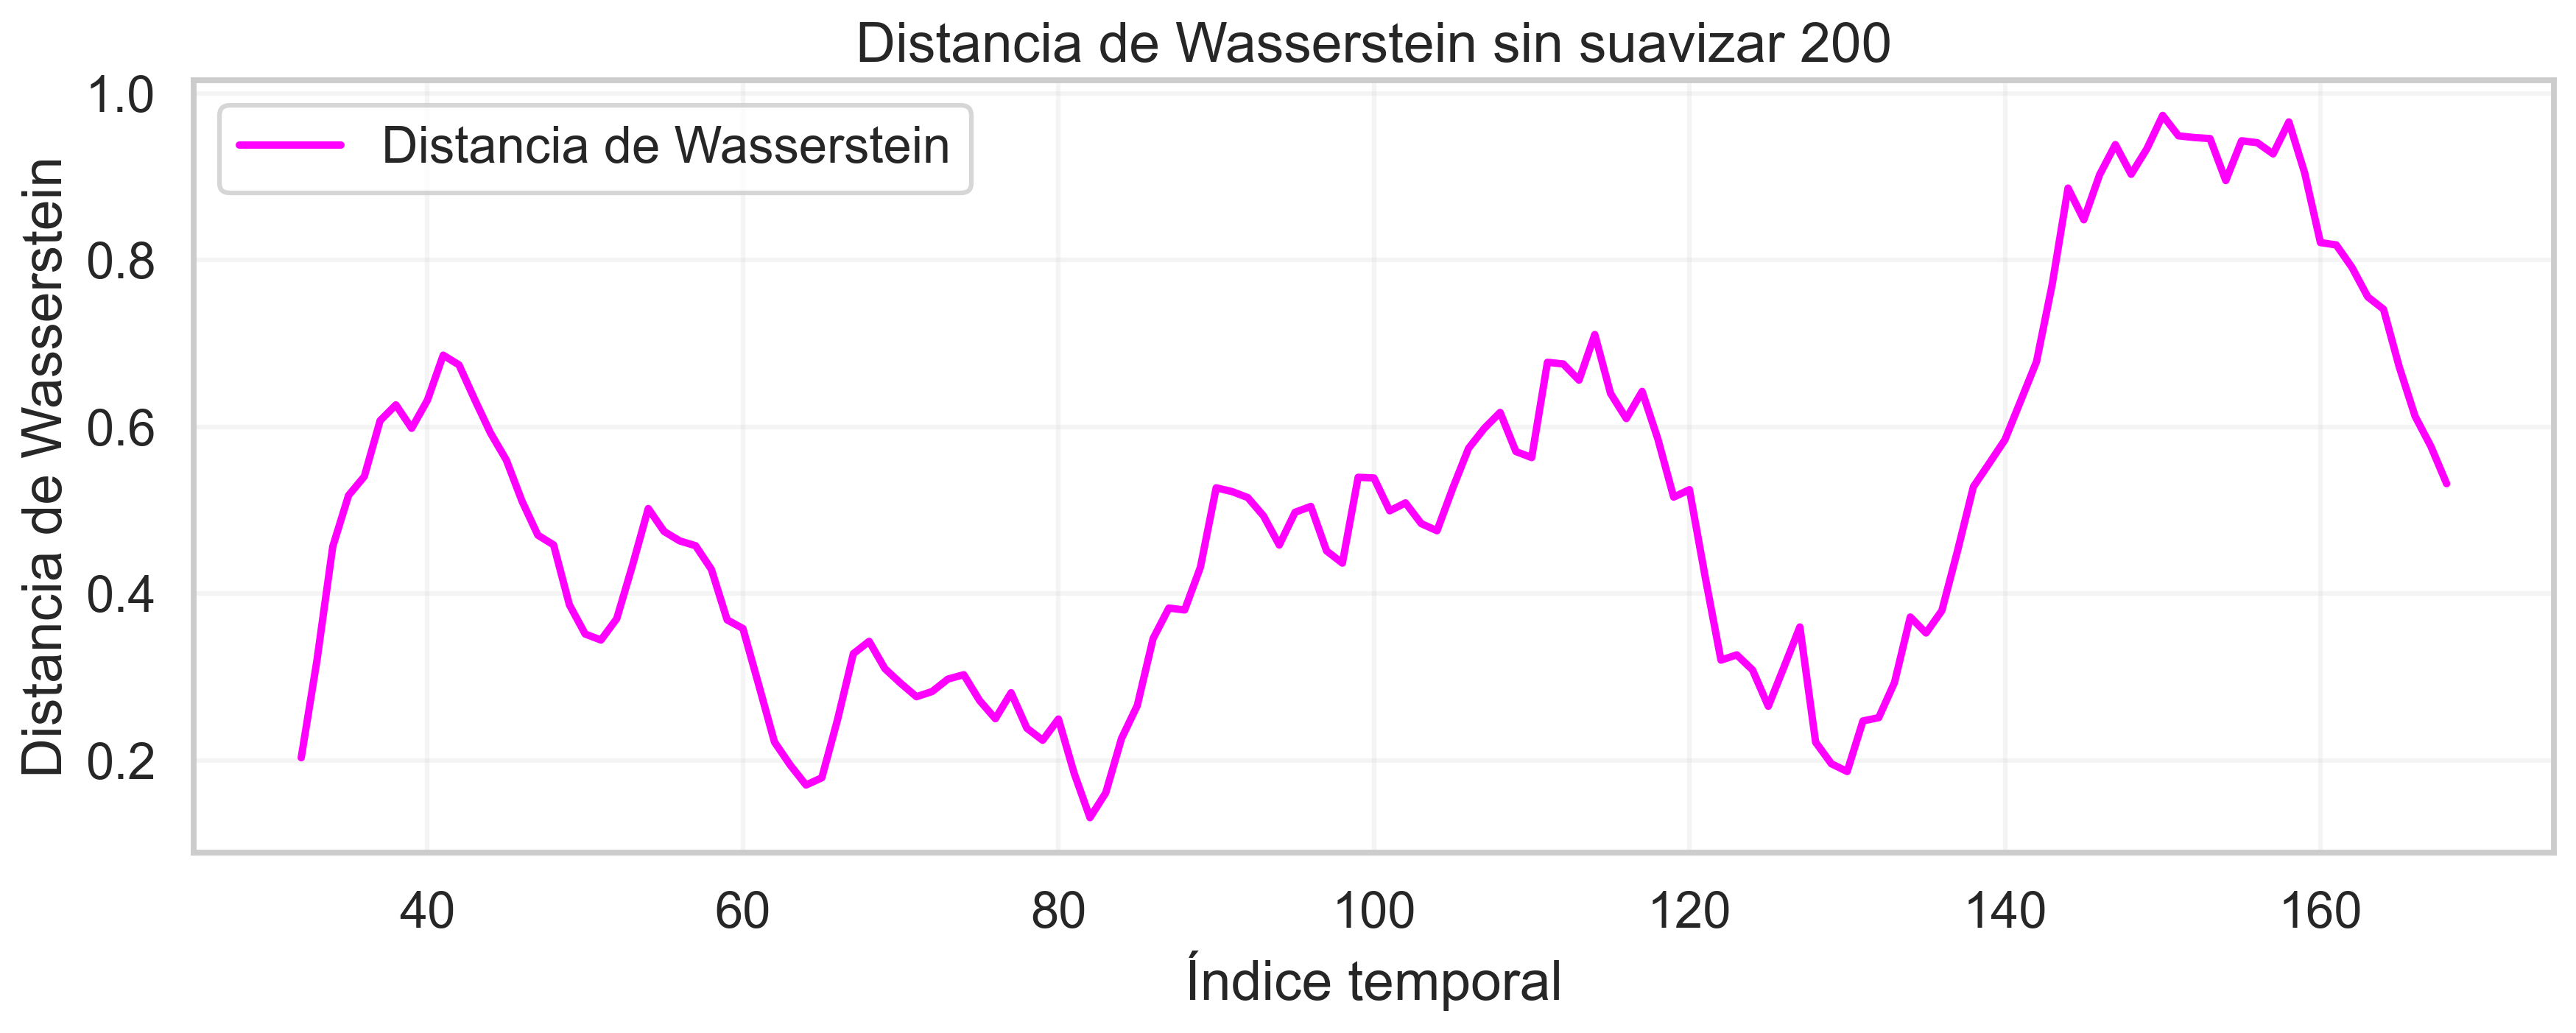 Distancia de Wasserstein sin suavizar 200
Distancia de Wasserstein
Distancia de Wasserstein
1.0
0.8
0.6
0.4
0.2
40 60 80 100 120 140 160
Índice temporal